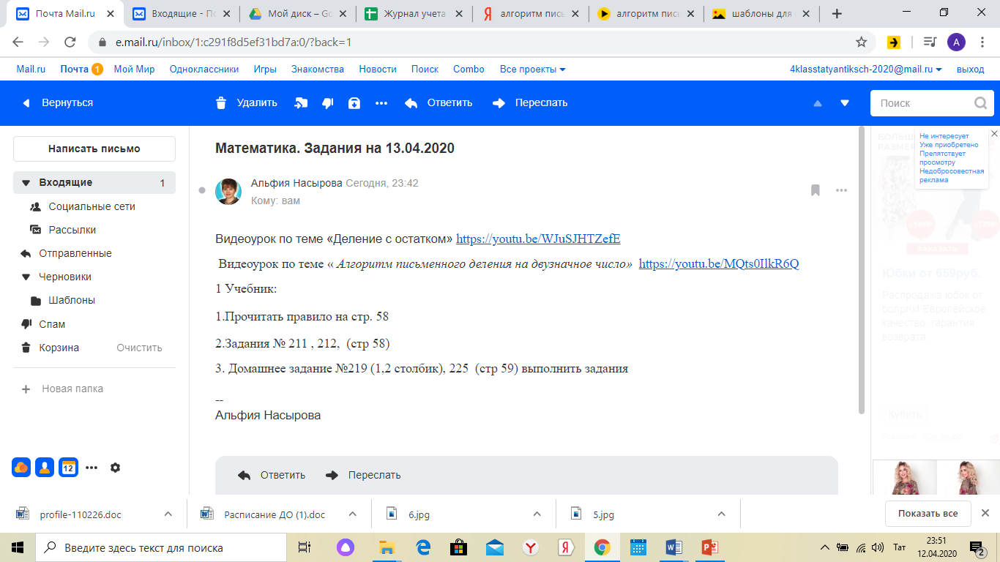 Почта Mail.ru
Входящие - По
Мой диск – Go
Журнал учета
алгоритм пись
алгоритм пись
шаблоны для
e.mail.ru/inbox/1:c291f8d5ef31bd7a:0/?back=1
A
Mail.ru Почта 1 Мой Мир Одноклассники Игры Знакомства Новости Поиск Combo Все проекты 4klasstatyantiksch-2020@mail.ru выход
Вернуться Удалить Ответить Переслать Поиск
Написать письмо
Входящие 1
Социальные сети
Рассылки
Отправленные
Черновики
Шаблоны
Спам
Корзина Очистить
Новая папка
12
Математика. Задания на 13.04.2020
Альфия Насырова Сегодня, 23:42
Кому: вам
Видеоурок по теме «Деление с остатком» https://youtu.be/WJuSJHTZefE
Видеоурок по теме « Алгоритм письменного деления на двузначное число» https://youtu.be/MQts0IlkR6Q
1 Учебник:
1.Прочитать правило на стр. 58
2.Задания № 211 , 212, (стр 58)
3. Домашнее задание №219 (1,2 столбик), 225 (стр 59) выполнить задания
--
Альфия Насырова
Ответить Переслать
Не интересует
Уже приобретено
Препятствует
просмотру
Недобросовестная
реклама
ЗАКАЗАТЬ
Юбки от 659руб.
Распродажа юбок от
bonprix! Европейское
качество, гарантия
возврата.
Купить
profile-110226.doc
Расписание ДО (1).doc
6.jpg
5.jpg
Показать все
Введите здесь текст для поиска
Тат
23:51
12.04.2020
2